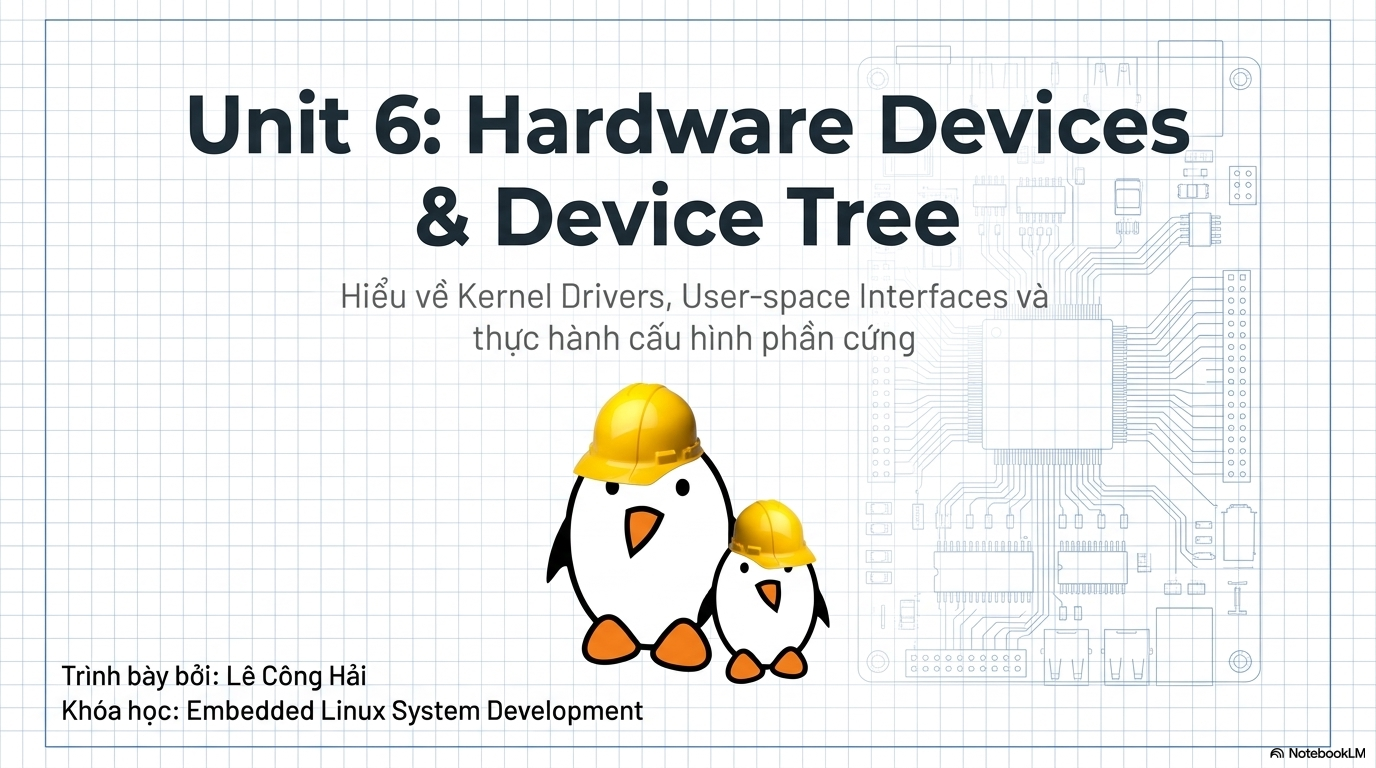 Unit 6: Hardware Devices
& Device Tree
Hiểu về Kernel Drivers, User-space Interfaces và
thực hành cấu hình phần cứng
Trình bày bởi: Lê Công Hải
Khóa học: Embedded Linux System Development
NotebookLM